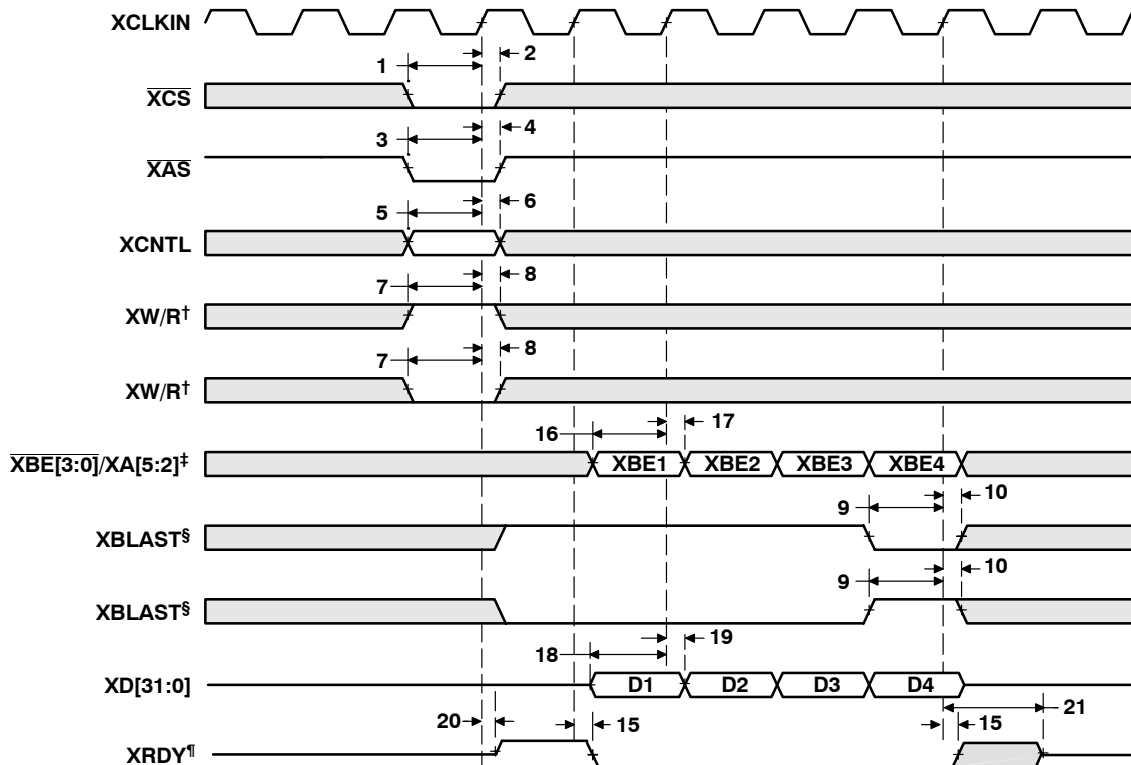 XCLKIN
1
2
XCS
3
4
XAS
5
6
XCNTL
7
8
XW/R†
7
8
XW/R†
16
17
XBE[3:0]/XA[5:2]‡ XBE1 XBE2 XBE3 XBE4
9
10
XBLAST§
9
10
XBLAST§
18
19
XD[31:0] D1 D2 D3 D4
20
15
15
21
XRDY¶